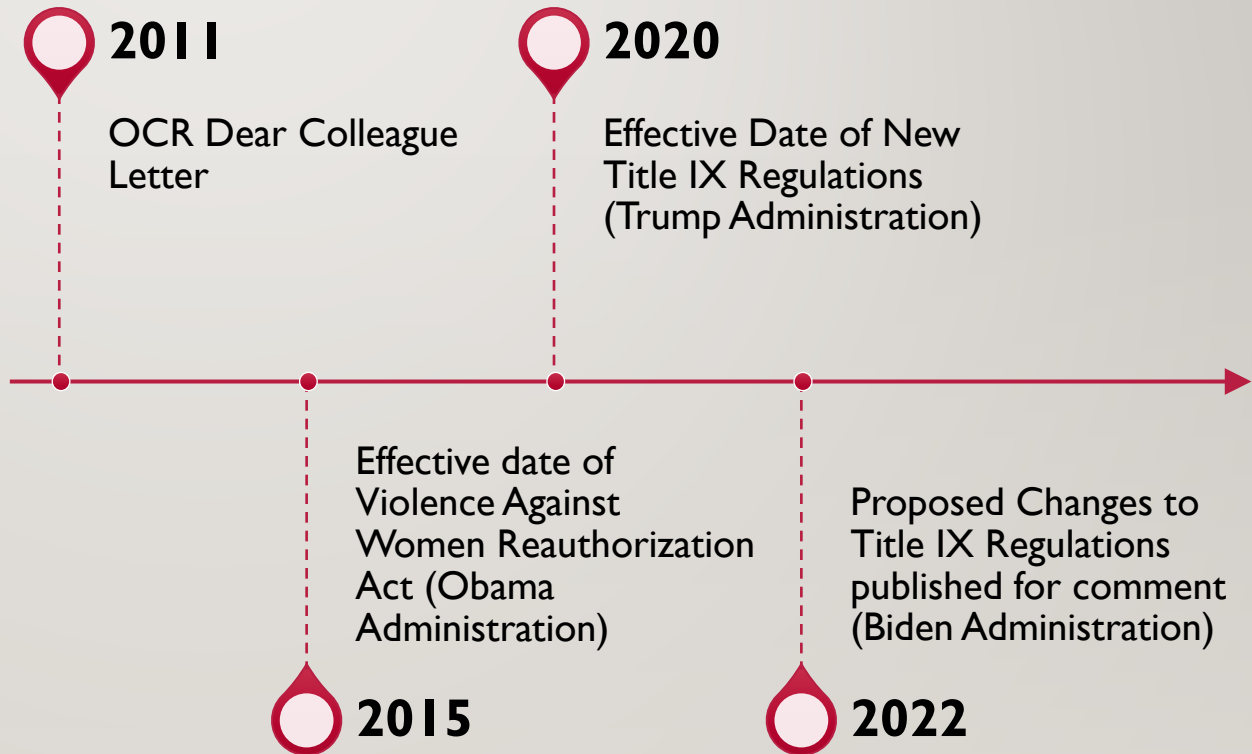 2011
OCR Dear Colleague
Letter
2020
Effective Date of New
Title IX Regulations
(Trump Administration)
Effective date of
Violence Against
Women Reauthorization
Act (Obama
Administration)
2015
Proposed Changes to
Title IX Regulations
published for comment
(Biden Administration)
2022